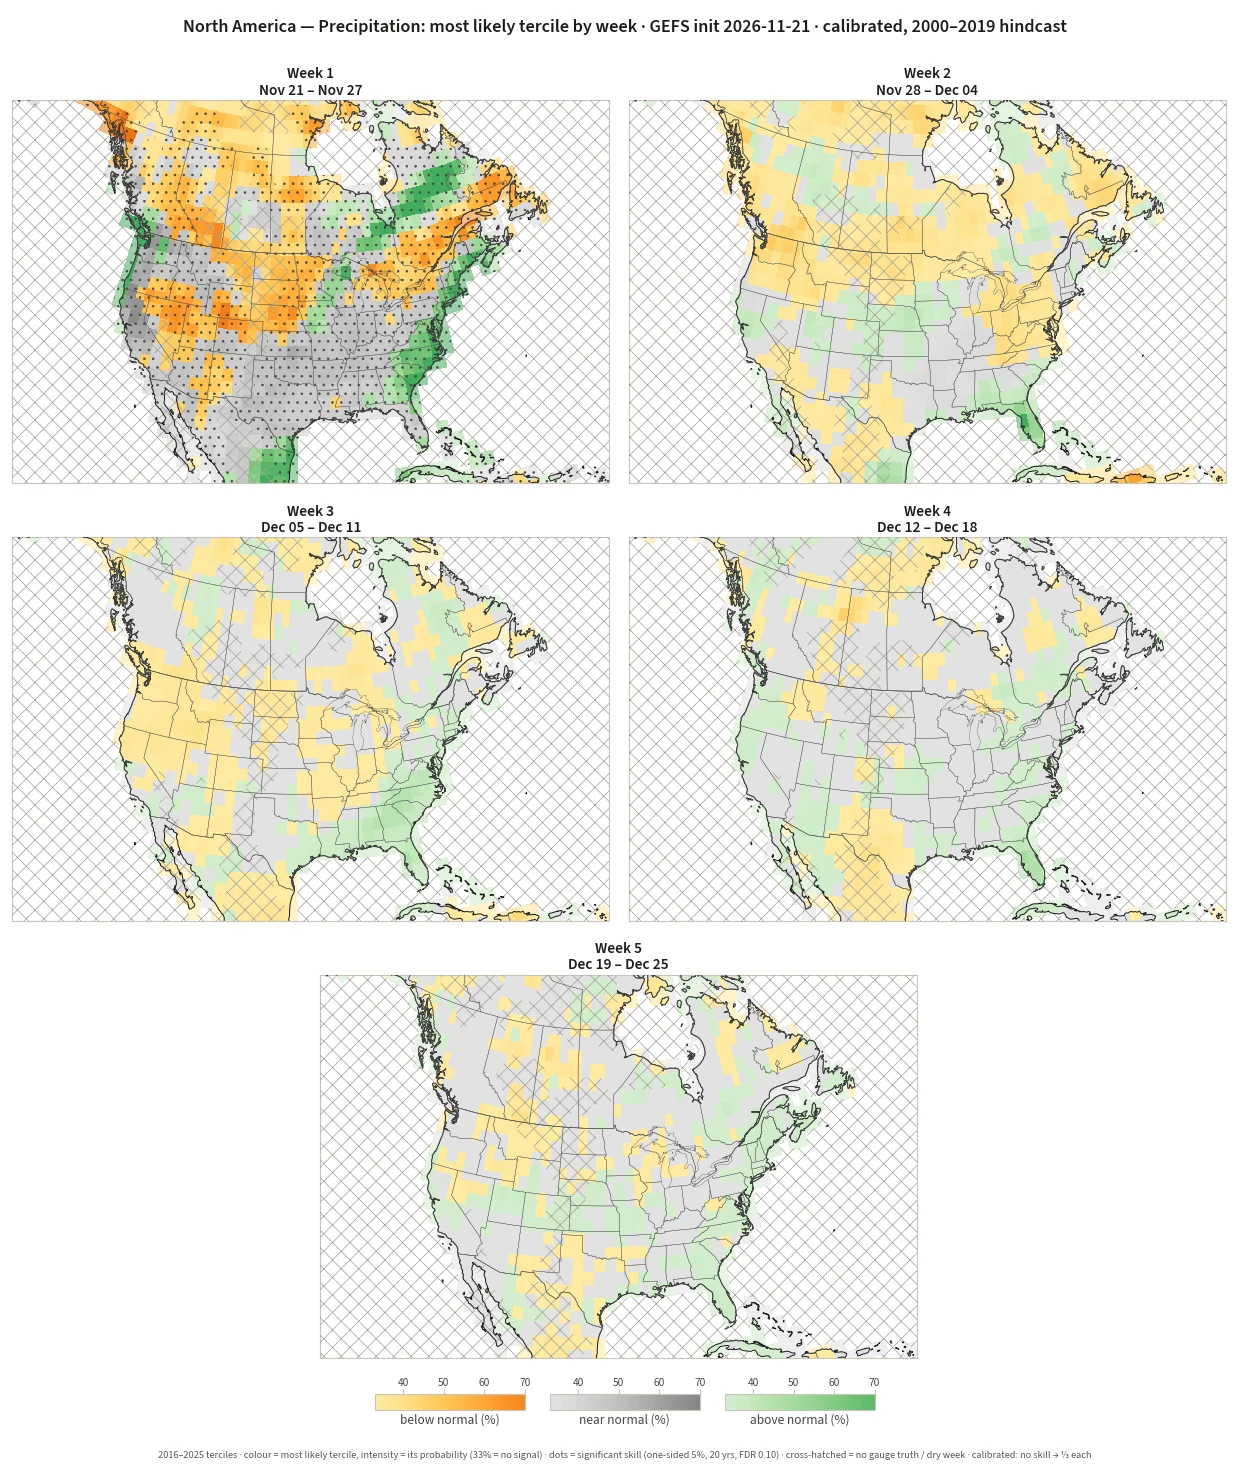 North America — Precipitation: most likely tercile by week · GEFS init 2026-11-21 · calibrated, 2000–2019 hindcast
Week 1
Nov 21 – Nov 27
Week 2
Nov 28 – Dec 04
Week 3
Dec 05 – Dec 11
Week 4
Dec 12 – Dec 18
Week 5
Dec 19 – Dec 25
40 50 60 70
below normal (%)
40 50 60 70
near normal (%)
40 50 60 70
above normal (%)
2016–2025 terciles · colour = most likely tercile, intensity = its probability (33% = no signal) · dots = significant skill (one-sided 5%, 20 yrs, FDR 0.10) · cross-hatched = no gauge truth / dry week · calibrated: no skill → ⅓ each